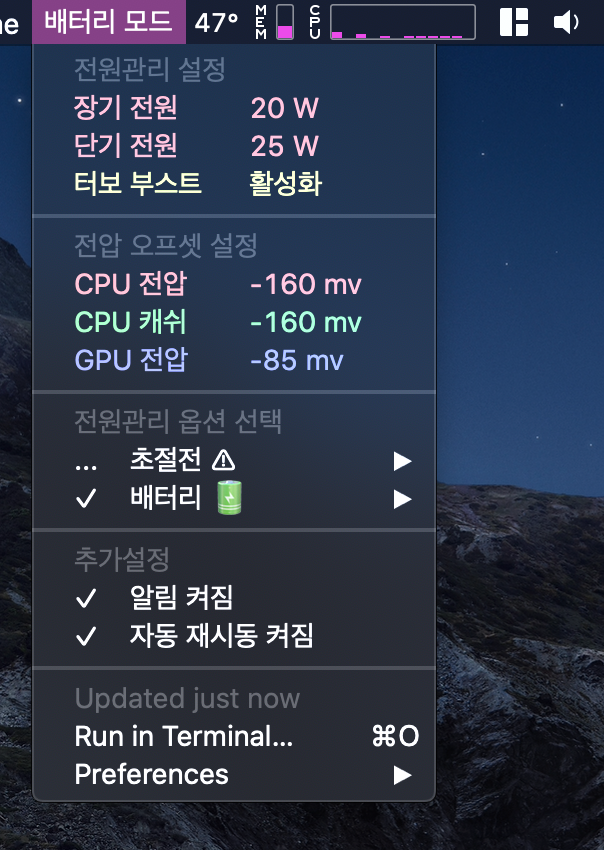 ne 배터리 모드 47° MEM CPU
전원관리 설정
장기 전원 20 W
단기 전원 25 W
터보 부스트 활성화
전압 오프셋 설정
CPU 전압 -160 mv
CPU 캐쉬 -160 mv
GPU 전압 -85 mv
전원관리 옵션 선택
... 초절전 ⚠
✓ 배터리 🔋 
추가설정
✓ 알림 켜짐
✓ 자동 재시동 켜짐
Updated just now
Run in Terminal... ⌘O
Preferences